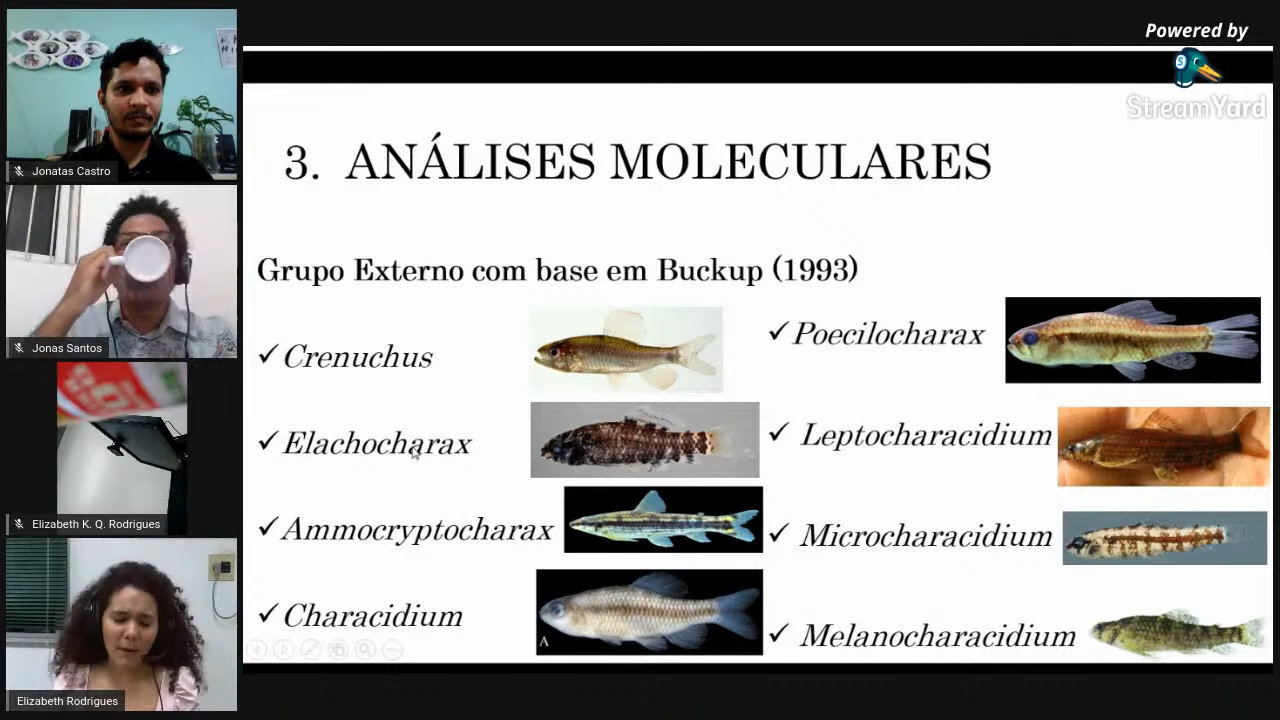 Powered by
StreamYard
Jonatas Castro
Jonas Santos
Elizabeth K. Q. Rodrigues
Elizabeth Rodrigues
3. ANÁLISES MOLECULARES
Grupo Externo com base em Buckup (1993)
✓ Crenuchus
✓ Elachocharax
✓ Ammocryptocharax
✓ Characidium
A
✓ Poecilocharax
✓ Leptocharacidium
✓ Microcharacidium
✓ Melanocharacidium